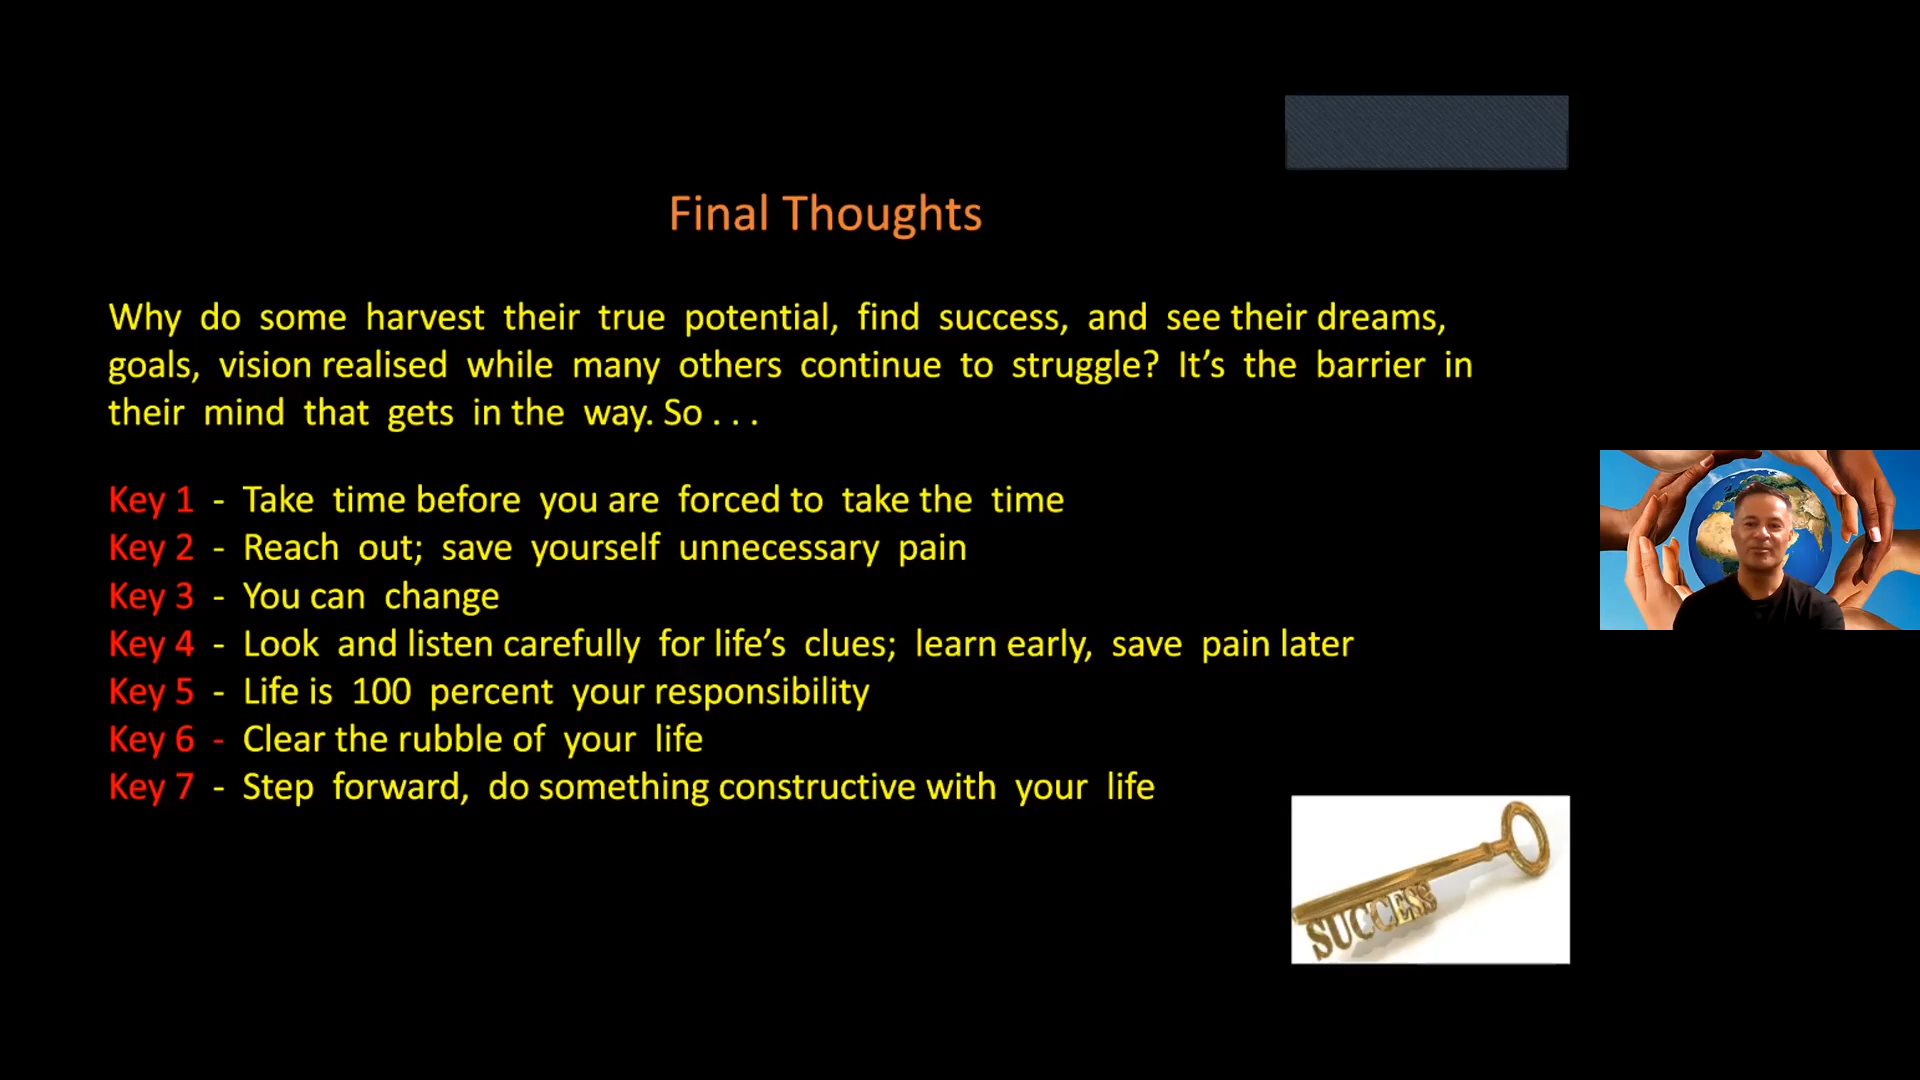 Final Thoughts
Why do some harvest their true potential, find success, and see their dreams,
goals, vision realised while many others continue to struggle? It’s the barrier in
their mind that gets in the way. So . . .
Key 1 - Take time before you are forced to take the time
Key 2 - Reach out; save yourself unnecessary pain
Key 3 - You can change
Key 4 - Look and listen carefully for life’s clues; learn early, save pain later
Key 5 - Life is 100 percent your responsibility
Key 6 - Clear the rubble of your life
Key 7 - Step forward, do something constructive with your life
SUCCESS